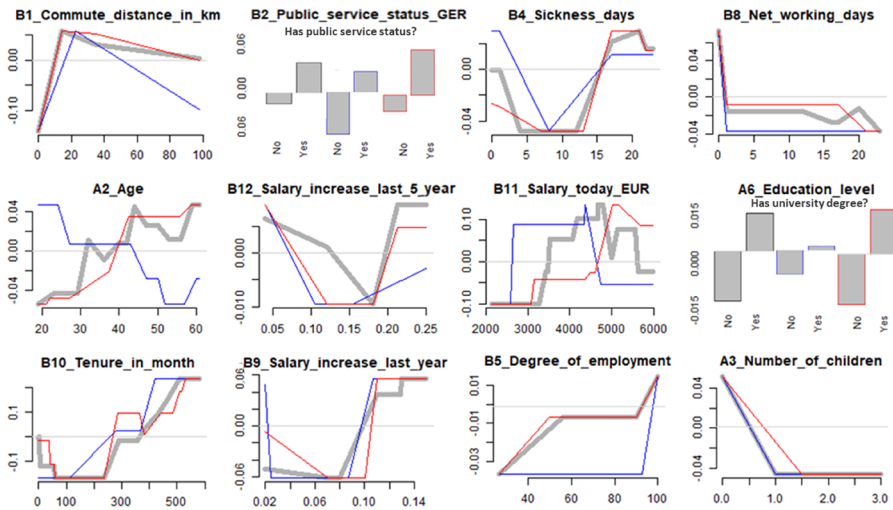 B1_Commute_distance_in_km
0.00
-0.10
0 20 40 60 80 100
B2_Public_service_status_GER
Has public service status?
0.06
0.00
0.06
No Yes No Yes No Yes
B4_Sickness_days
0.00
-0.04
0 5 10 15 20
B8_Net_working_days
0.04
0.00
-0.04
0 5 10 15 20
A2_Age
0.04
0.00
-0.04
20 30 40 50 60
B12_Salary_increase_last_5_year
0.000
-0.010
0.05 0.10 0.15 0.20 0.25
B11_Salary_today_EUR
0.10
0.00
-0.10
2000 3000 4000 5000 6000
A6_Education_level
Has university degree?
0.015
0.000
-0.015
No Yes No Yes No Yes
B10_Tenure_in_month
0.1
-0.1
0 100 300 500
B9_Salary_increase_last_year
0.06
0.00
-0.06
0.02 0.06 0.10 0.14
B5_Degree_of_employment
0.01
-0.01
-0.03
40 60 80 100
A3_Number_of_children
0.04
0.00
-0.04
0.0 1.0 2.0 3.0